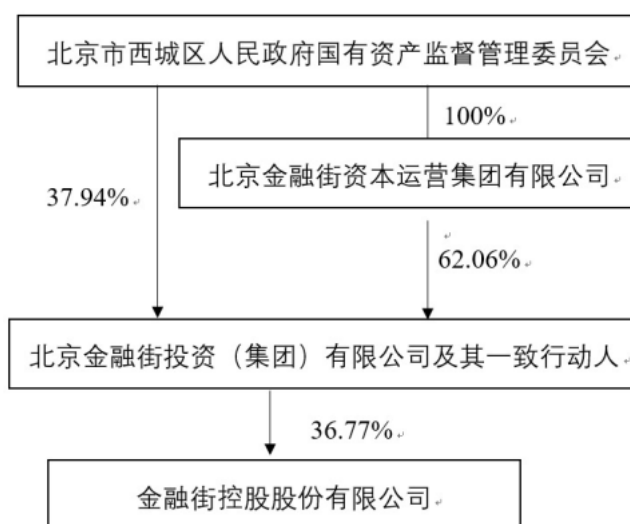 北京市西城区人民政府国有资产监督管理委员会
100%
北京金融街资本运营集团有限公司
37.94%
62.06%
北京金融街投资（集团）有限公司及其一致行动人
36.77%
金融街控股股份有限公司